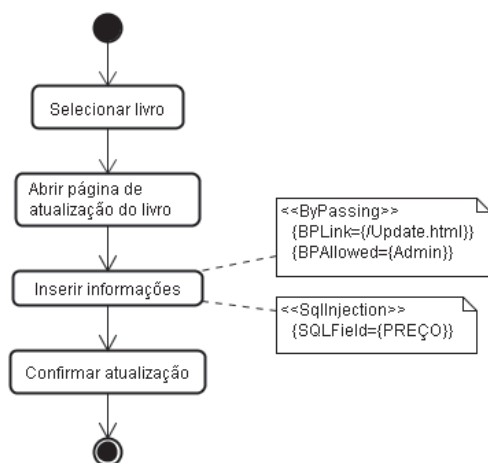 Selecionar livro
Abrir página de
atualização do livro
<<ByPassing>>
{BPLink={/Update.html}}
{BPAllowed={Admin}}
Inserir informações
<<SqlInjection>>
{SQLField={PREÇO}}
Confirmar atualização